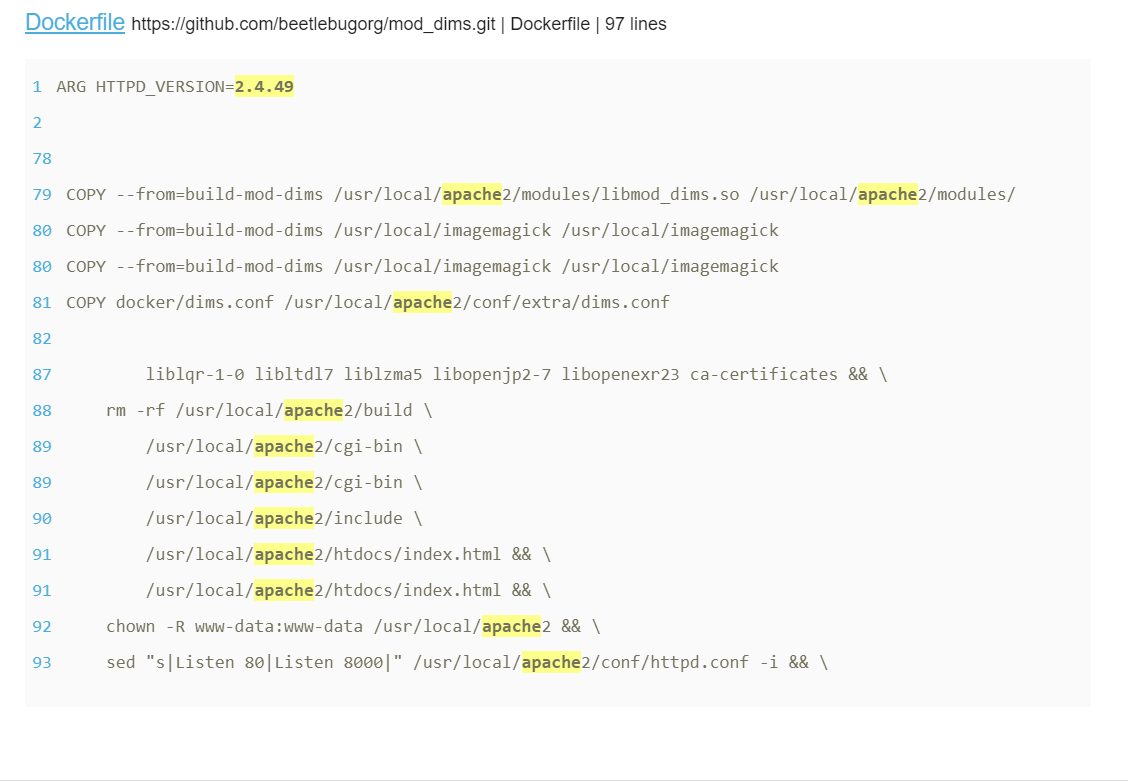 Dockerfile https://github.com/beetlebugorg/mod_dims.git | Dockerfile | 97 lines
1 ARG HTTPD_VERSION=2.4.49
2
78
79 COPY --from=build-mod-dims /usr/local/apache2/modules/libmod_dims.so /usr/local/apache2/modules/
80 COPY --from=build-mod-dims /usr/local/imagemagick /usr/local/imagemagick
80 COPY --from=build-mod-dims /usr/local/imagemagick /usr/local/imagemagick
81 COPY docker/dims.conf /usr/local/apache2/conf/extra/dims.conf
82
87 liblqr-1-0 libltdl7 liblzma5 libopenjp2-7 libopenexr23 ca-certificates && \
88 rm -rf /usr/local/apache2/build \
89 /usr/local/apache2/cgi-bin \
89 /usr/local/apache2/cgi-bin \
90 /usr/local/apache2/include \
91 /usr/local/apache2/htdocs/index.html && \
91 /usr/local/apache2/htdocs/index.html && \
92 chown -R www-data:www-data /usr/local/apache2 && \
93 sed "s|Listen 80|Listen 8000|" /usr/local/apache2/conf/httpd.conf -i && \